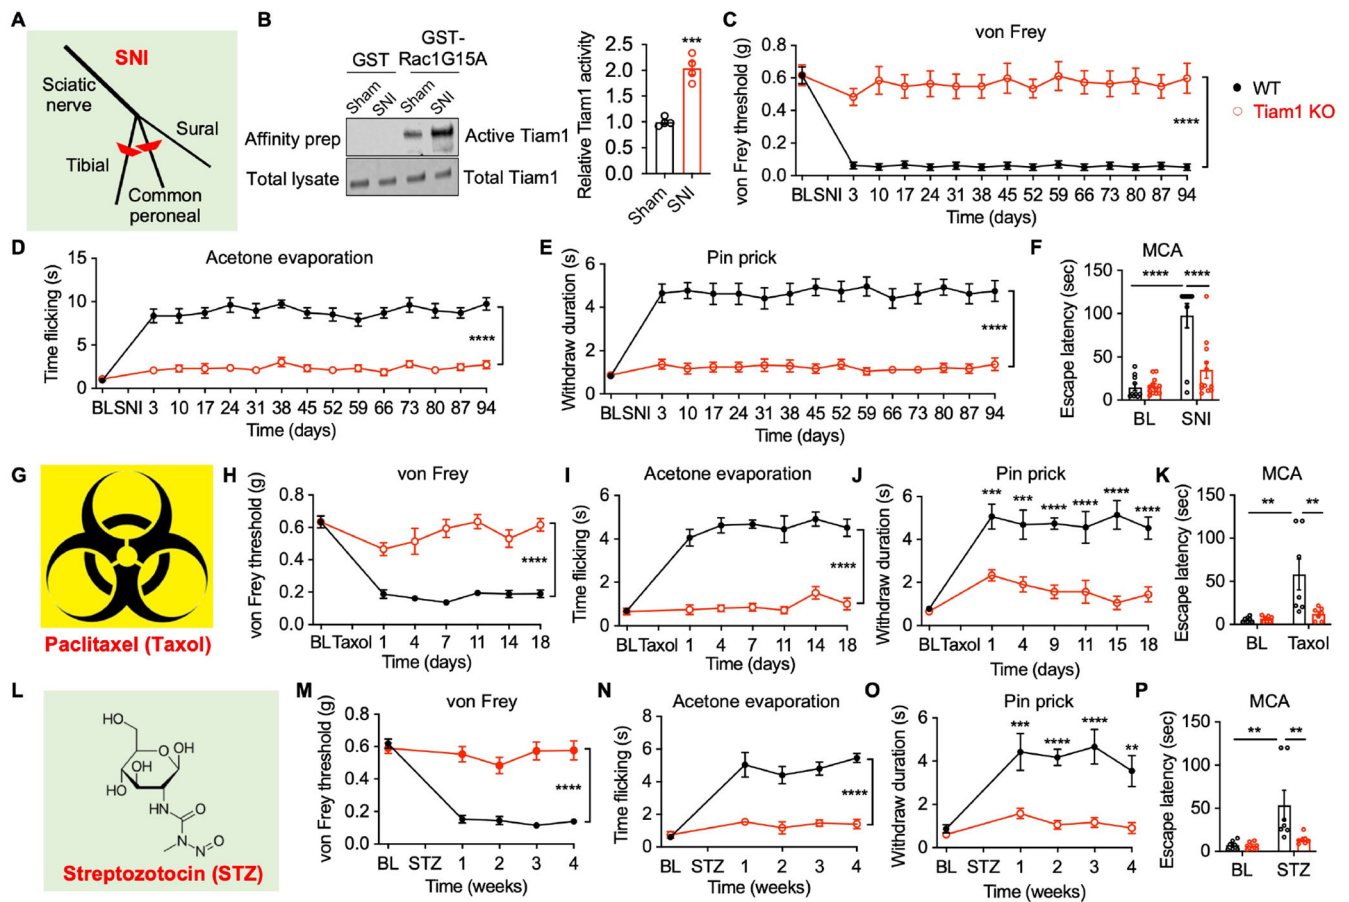 A
SNI
Sciatic
nerve
Sural
Tibial
Common
peroneal
B
GST
GST-
Rac1G15A
Sham
SNI
Sham
SNI
Affinity prep
Active Tiam1
Total lysate
Total Tiam1
Relative Tiam1 activity
2.5
2.0
1.5
1.0
0.5
0.0
***
Sham
SNI
C
von Frey
von Frey threshold (g)
0.8
0.6
0.4
0.2
0.0
****
BL SNI 3 10 17 24 31 38 45 52 59 66 73 80 87 94
Time (days)
WT
Tiam1 KO
D
Acetone evaporation
Time flicking (s)
15
10
5
0
****
BL SNI 3 10 17 24 31 38 45 52 59 66 73 80 87 94
Time (days)
E
Pin prick
Withdraw duration (s)
6
4
2
0
****
BL SNI 3 10 17 24 31 38 45 52 59 66 73 80 87 94
Time (days)
F
MCA
Escape latency (sec)
150
100
50
0
**** ****
BL SNI
G
Paclitaxel (Taxol)
H
von Frey
von Frey threshold (g)
0.8
0.6
0.4
0.2
0.0
****
BL Taxol 1 4 7 11 14 18
Time (days)
I
Acetone evaporation
Time flicking (s)
6
4
2
0
****
BL Taxol 1 4 7 11 14 18
Time (days)
J
Pin prick
Withdraw duration (s)
6
4
2
0
*** *** **** **** **** ****
BL Taxol 1 4 9 11 15 18
Time (days)
K
MCA
Escape latency (sec)
150
100
50
0
** **
BL Taxol
L
HO
O
OH
OH
HO
HN
O
N
N
O
Streptozotocin (STZ)
M
von Frey
von Frey threshold (g)
0.8
0.6
0.4
0.2
0.0
****
BL STZ 1 2 3 4
Time (weeks)
N
Acetone evaporation
Time flicking (s)
8
6
4
2
0
****
BL STZ 1 2 3 4
Time (weeks)
O
Pin prick
Withdraw duration (s)
6
4
2
0
*** **** **** **
BL STZ 1 2 3 4
Time (weeks)
P
MCA
Escape latency (sec)
150
100
50
0
** **
BL STZ